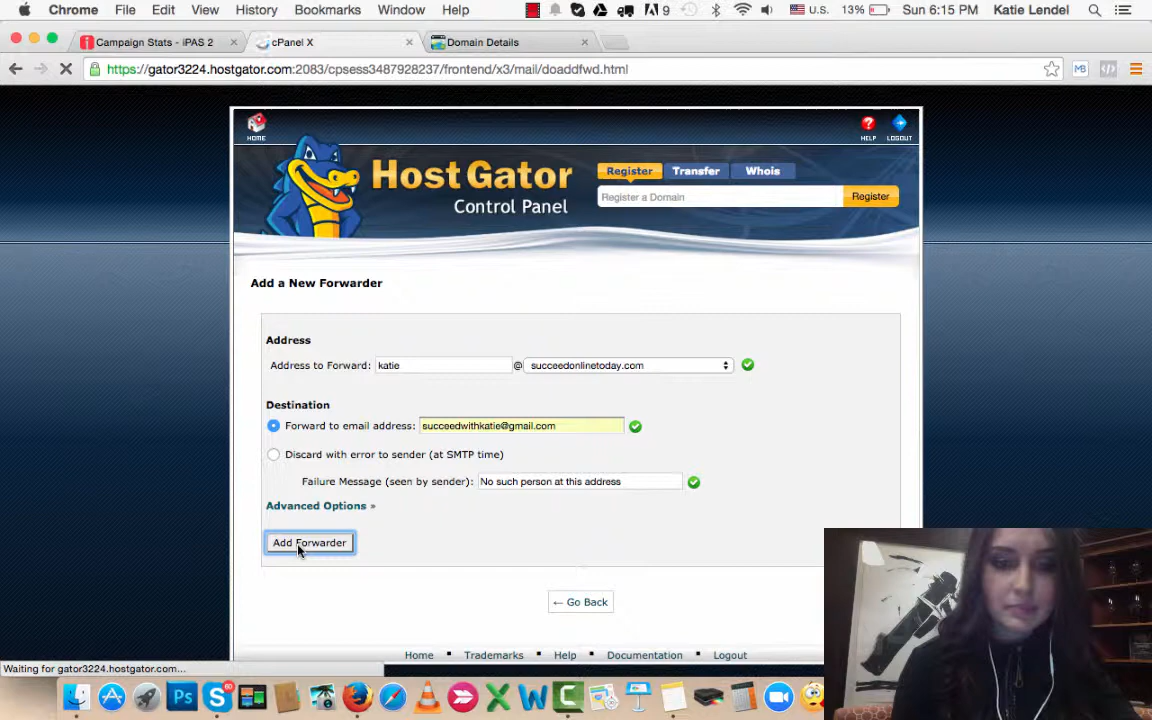 Chrome File Edit View History Bookmarks Window Help 9 U.S. 13% Sun 6:15 PM Katie Lendel
Campaign Stats - iPAS 2 × cPanel X × Domain Details ×
https://gator3224.hostgator.com:2083/cpsess3487928237/frontend/x3/mail/doaddfwd.html MB
HOME HELP LOGOUT
HostGator
Control Panel
Register Transfer Whois
Register a Domain Register
Add a New Forwarder
Address
Address to Forward: katie @ succeedonlinetoday.com
Destination
Forward to email address: succeedwithkatie@gmail.com
Discard with error to sender (at SMTP time)
Failure Message (seen by sender): No such person at this address
Advanced Options »
Add Forwarder
← Go Back
Home ▪ Trademarks ▪ Help ▪ Documentation ▪ Logout
Waiting for gator3224.hostgator.com...